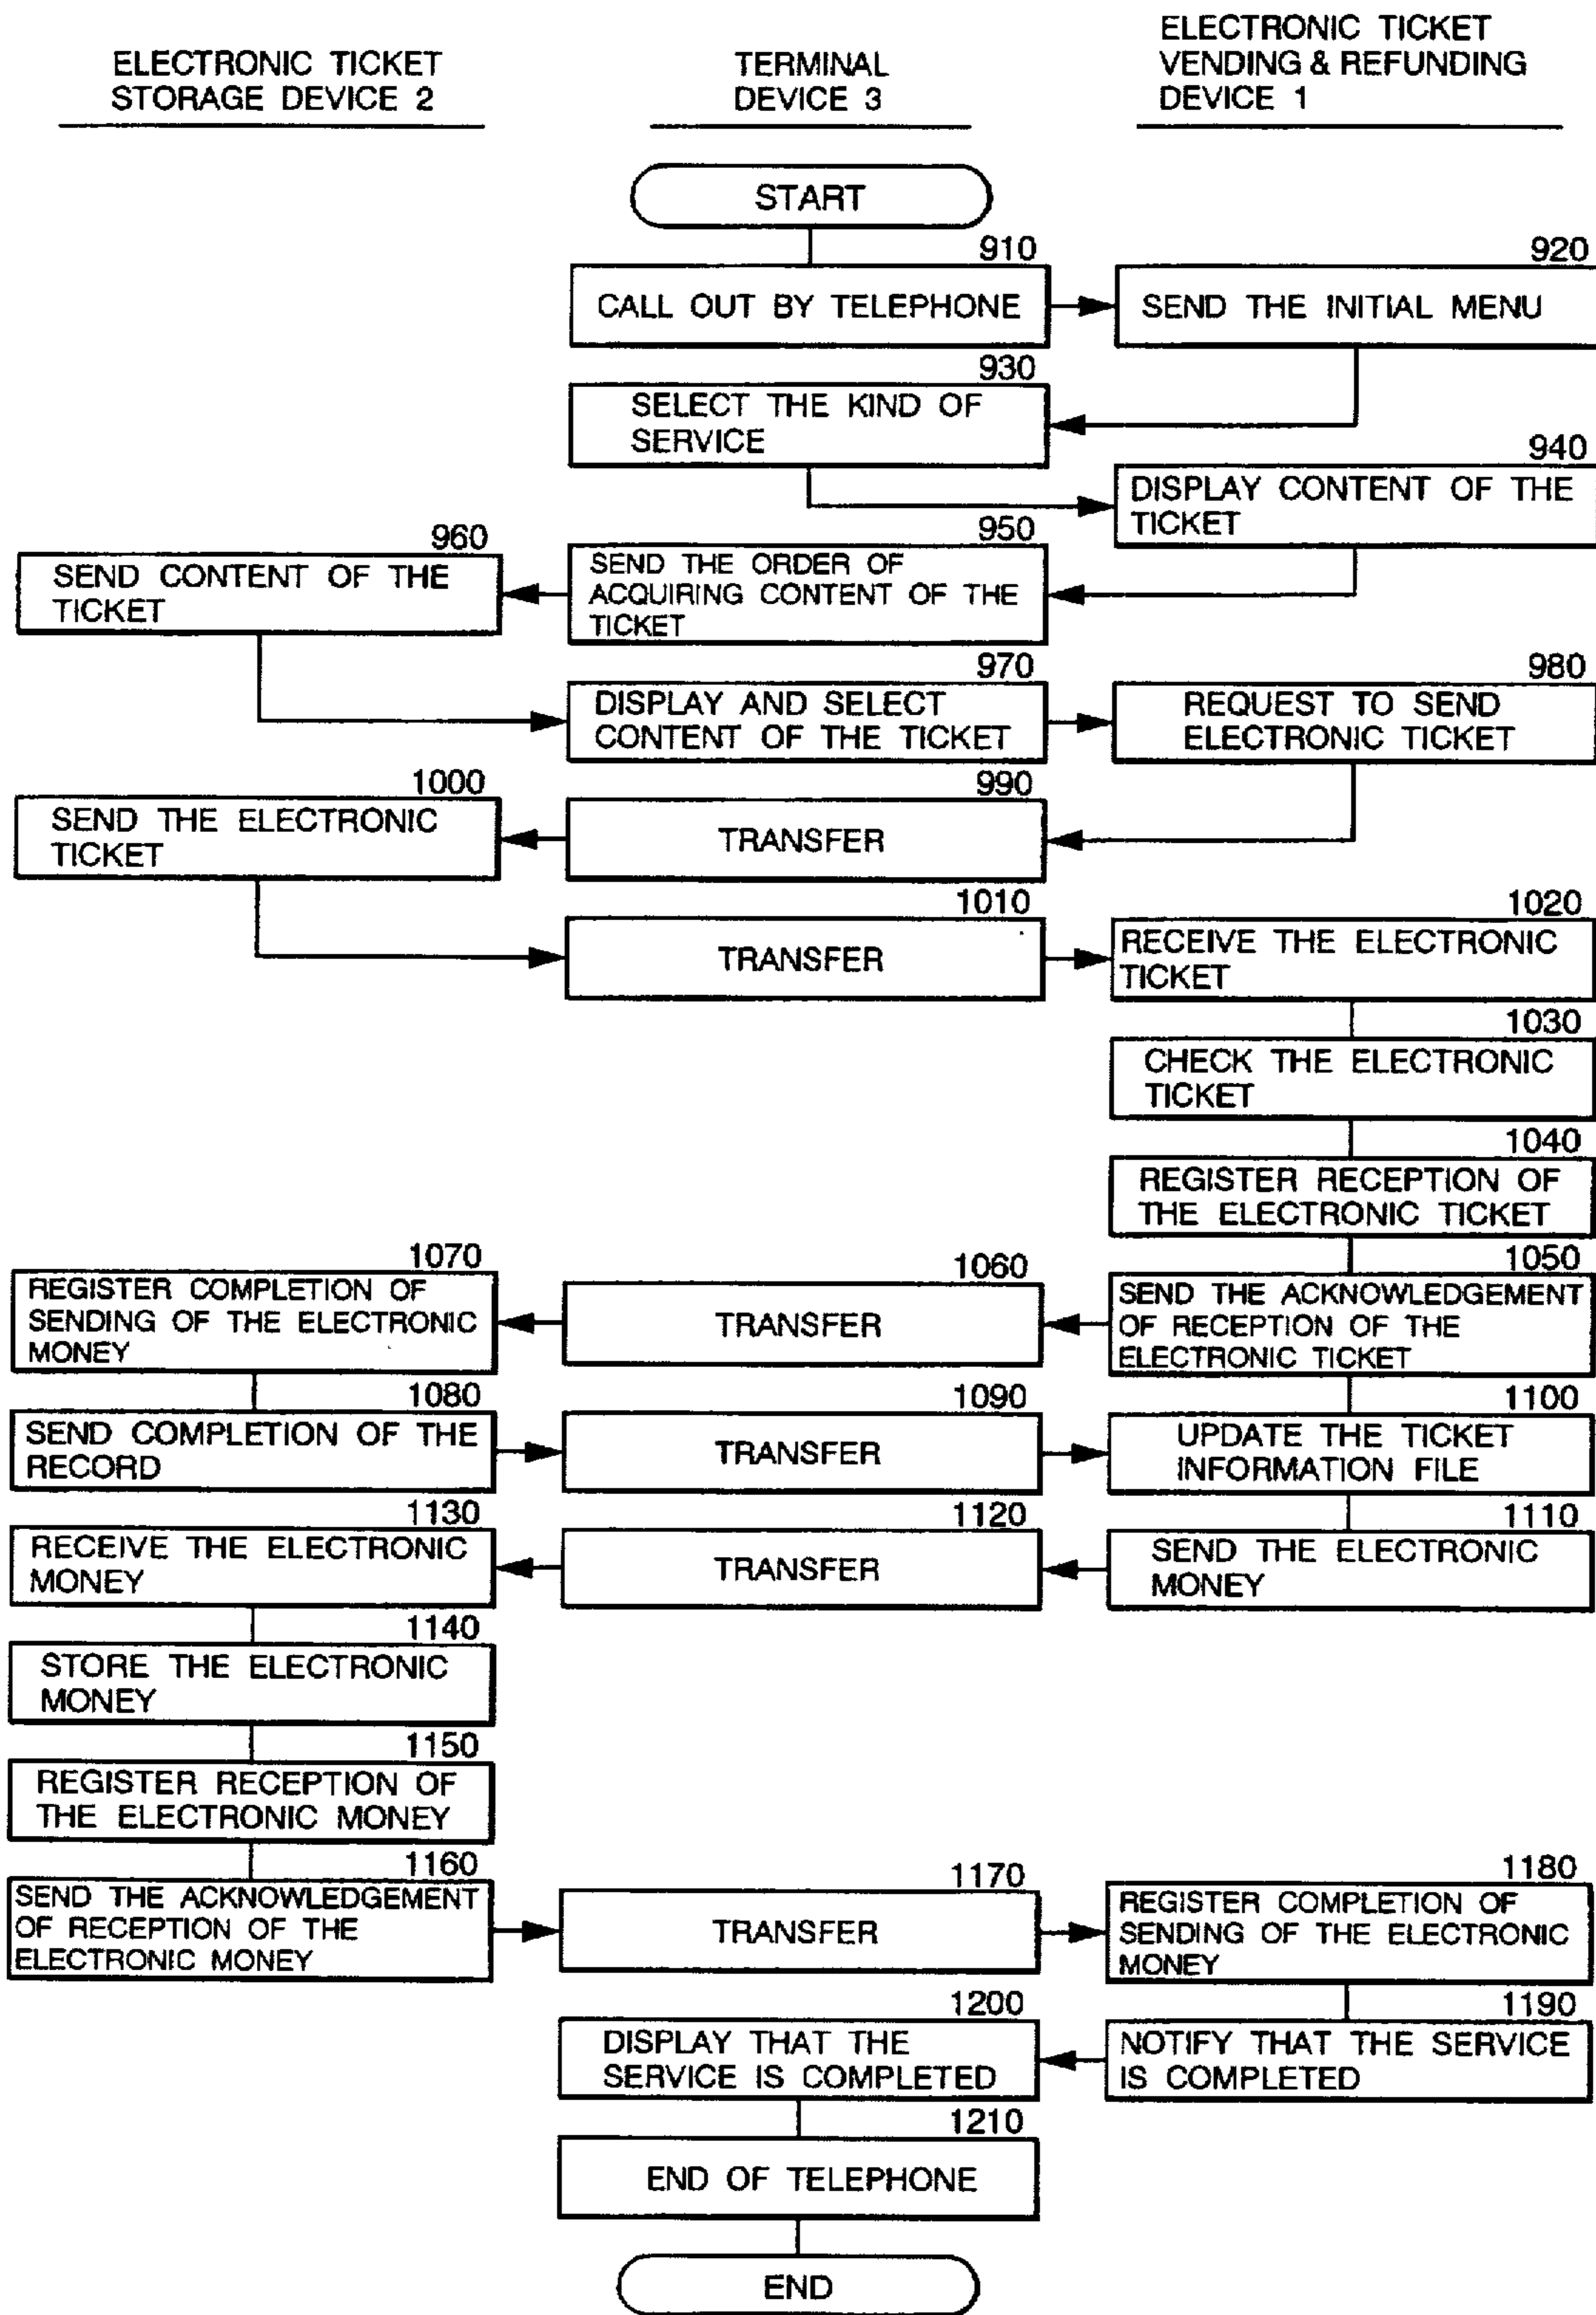 ELECTRONIC TICKET
STORAGE DEVICE 2
TERMINAL
DEVICE 3
ELECTRONIC TICKET
VENDING & REFUNDING
DEVICE 1
START
910
CALL OUT BY TELEPHONE
920
SEND THE INITIAL MENU
930
SELECT THE KIND OF
SERVICE
940
DISPLAY CONTENT OF THE
TICKET
950
SEND THE ORDER OF
ACQUIRING CONTENT OF THE
TICKET
960
SEND CONTENT OF THE
TICKET
970
DISPLAY AND SELECT
CONTENT OF THE TICKET
980
REQUEST TO SEND
ELECTRONIC TICKET
990
TRANSFER
1000
SEND THE ELECTRONIC
TICKET
1010
TRANSFER
1020
RECEIVE THE ELECTRONIC
TICKET
1030
CHECK THE ELECTRONIC
TICKET
1040
REGISTER RECEPTION OF
THE ELECTRONIC TICKET
1050
SEND THE ACKNOWLEDGEMENT
OF RECEPTION OF THE
ELECTRONIC TICKET
1060
TRANSFER
1070
REGISTER COMPLETION OF
SENDING OF THE ELECTRONIC
MONEY
1080
SEND COMPLETION OF THE
RECORD
1090
TRANSFER
1100
UPDATE THE TICKET
INFORMATION FILE
1110
SEND THE ELECTRONIC
MONEY
1120
TRANSFER
1130
RECEIVE THE ELECTRONIC
MONEY
1140
STORE THE ELECTRONIC
MONEY
1150
REGISTER RECEPTION OF
THE ELECTRONIC MONEY
1160
SEND THE ACKNOWLEDGEMENT
OF RECEPTION OF THE
ELECTRONIC MONEY
1170
TRANSFER
1180
REGISTER COMPLETION OF
SENDING OF THE ELECTRONIC
MONEY
1190
NOTIFY THAT THE SERVICE
IS COMPLETED
1200
DISPLAY THAT THE
SERVICE IS COMPLETED
1210
END OF TELEPHONE
END